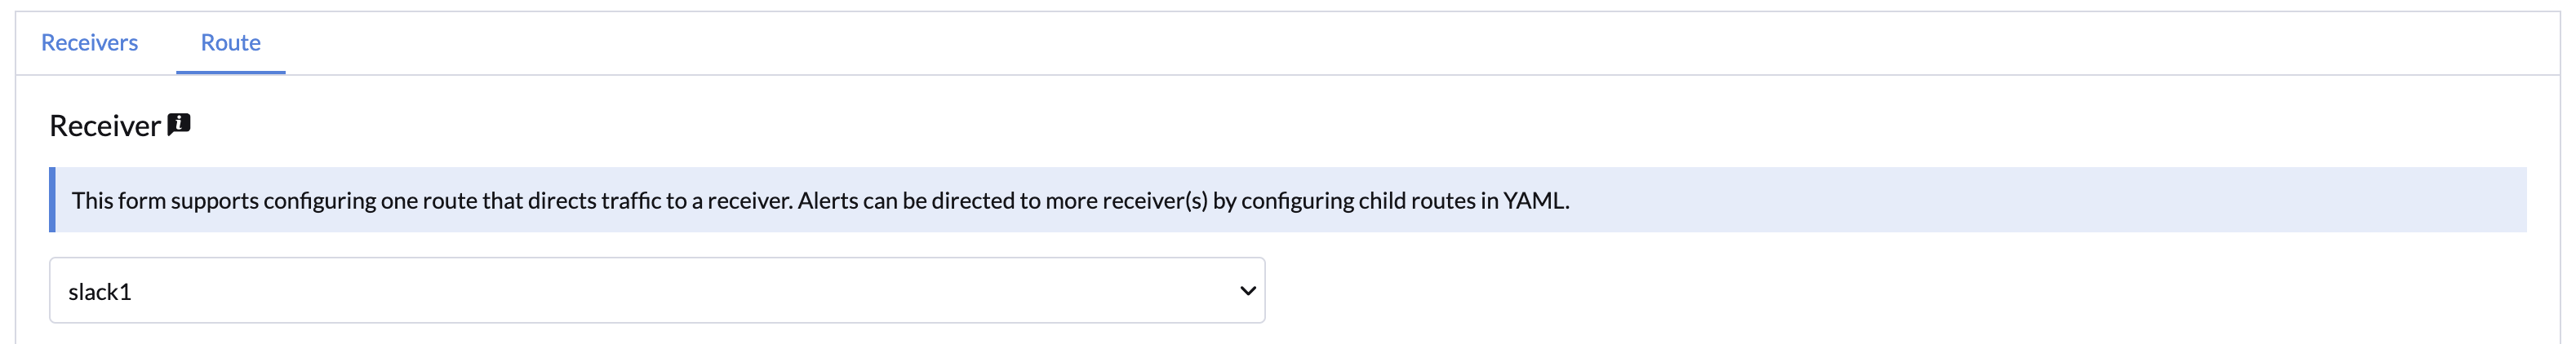 Receivers Route
Receiver
This form supports configuring one route that directs traffic to a receiver. Alerts can be directed to more receiver(s) by configuring child routes in YAML.
slack1